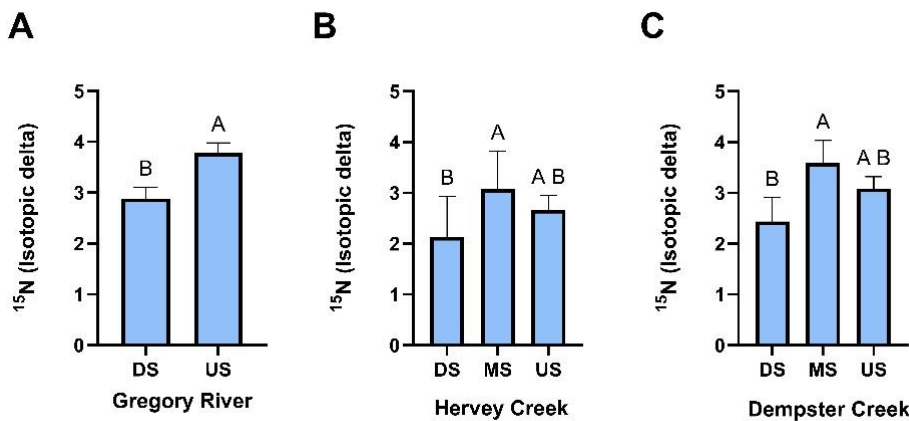 A
B
C
¹⁵N (Isotopic delta)
5
4
3
2
1
0
B
A
DS US
Gregory River
¹⁵N (Isotopic delta)
5
4
3
2
1
0
B
A
A B
DS MS US
Hervey Creek
¹⁵N (Isotopic delta)
5
4
3
2
1
0
B
A
A B
DS MS US
Dempster Creek